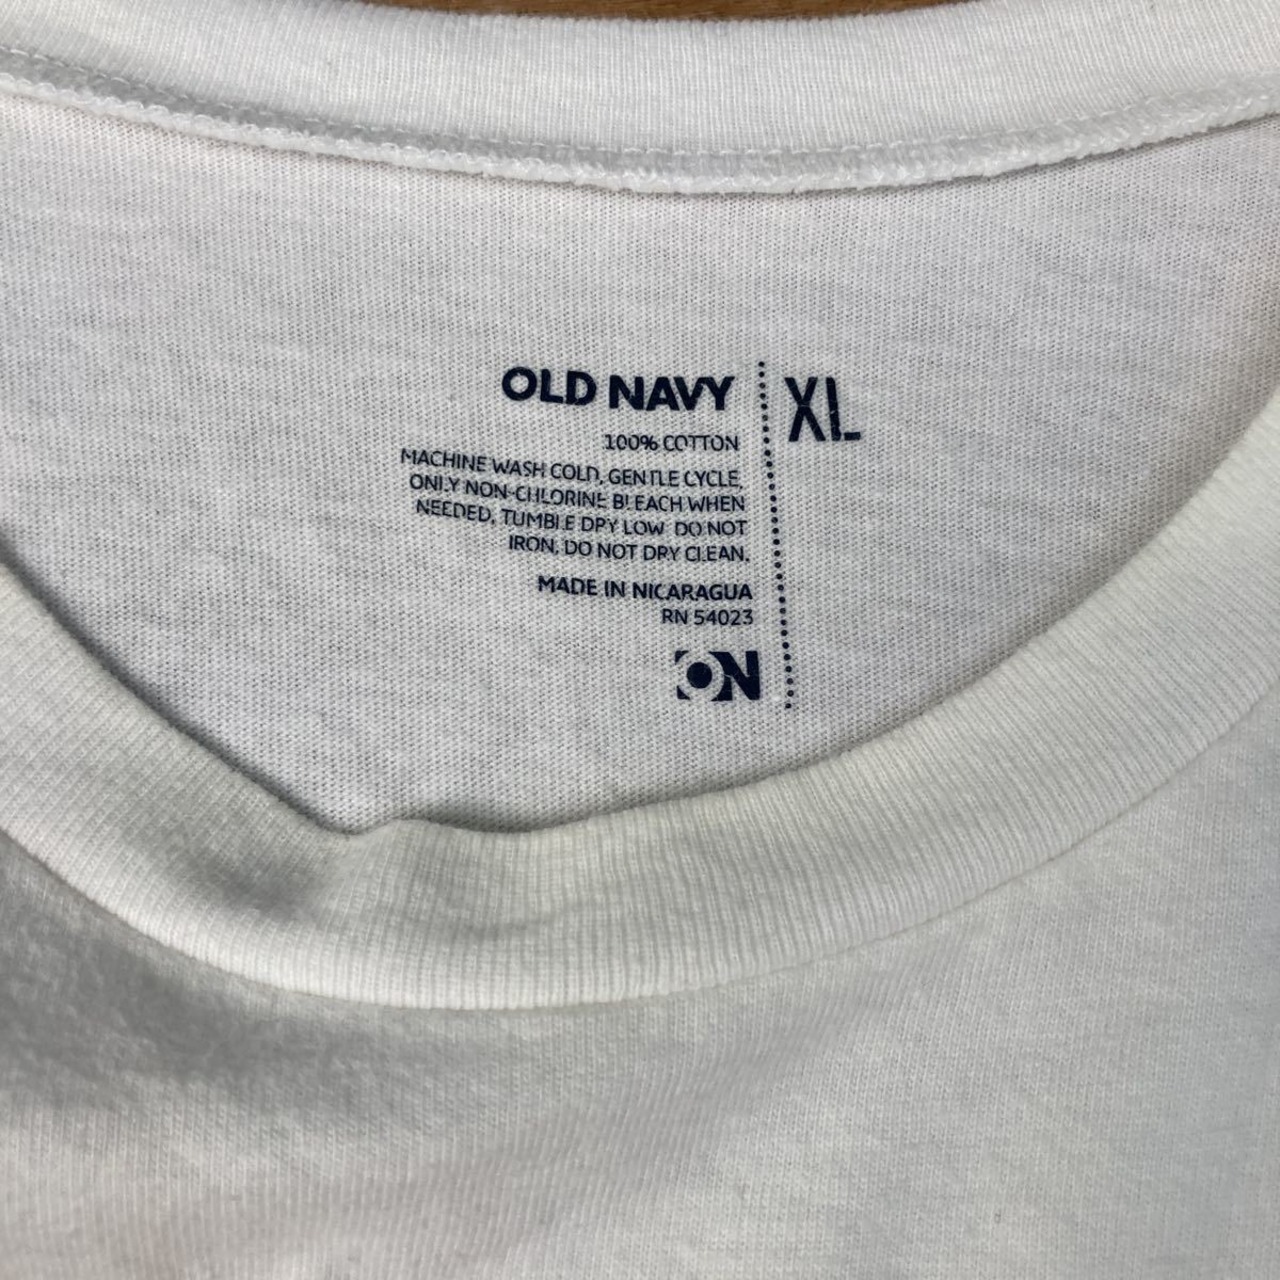 OLD NAVY
XL
100% COTTON
MACHINE WASH COLD, GENTLE CYCLE,
ONLY NON-CHLORINE BLEACH WHEN
NEEDED, TUMBLE DRY LOW DO NOT
IRON, DO NOT DRY CLEAN.
MADE IN NICARAGUA
RN 54023
ON